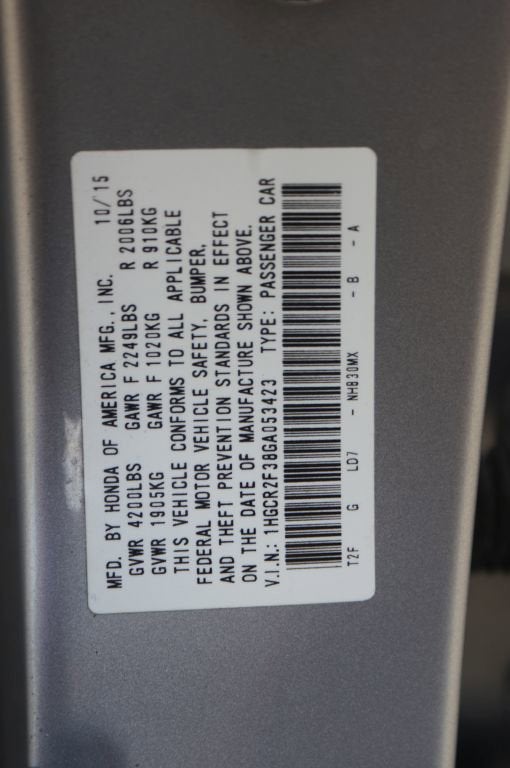 MFD. BY HONDA OF AMERICA MFG., INC. 10/15
GVWR 4200LBS GAWR F 2249LBS R 2006LBS
GVWR 1905KG GAWR F 1020KG R 910KG
THIS VEHICLE CONFORMS TO ALL APPLICABLE
FEDERAL MOTOR VEHICLE SAFETY, BUMPER,
AND THEFT PREVENTION STANDARDS IN EFFECT
ON THE DATE OF MANUFACTURE SHOWN ABOVE.
V.I.N.: 1HGCR2F38GA053423 TYPE: PASSENGER CAR
T2F G LD7 - NH830MX - B - A